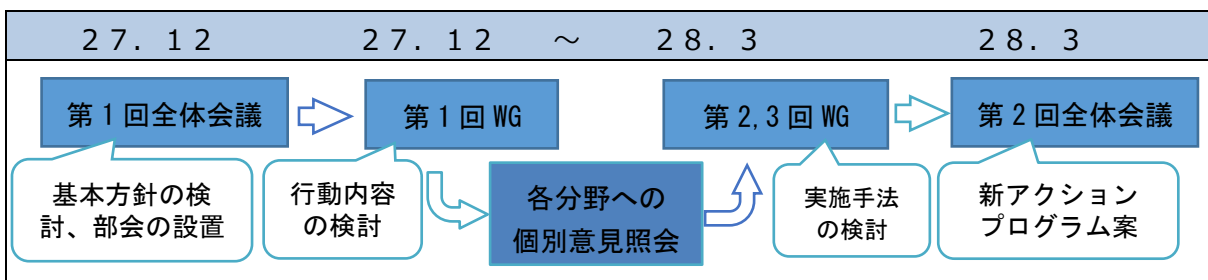 ２７．１２
２７．１２　～　２８．３
２８．３
第１回全体会議
第１回 WG
第 2, 3 回 WG
第２回全体会議
基本方針の検
討、部会の設置
行動内容
の検討
各分野への
個別意見照会
実施手法
の検討
新アクション
プログラム案